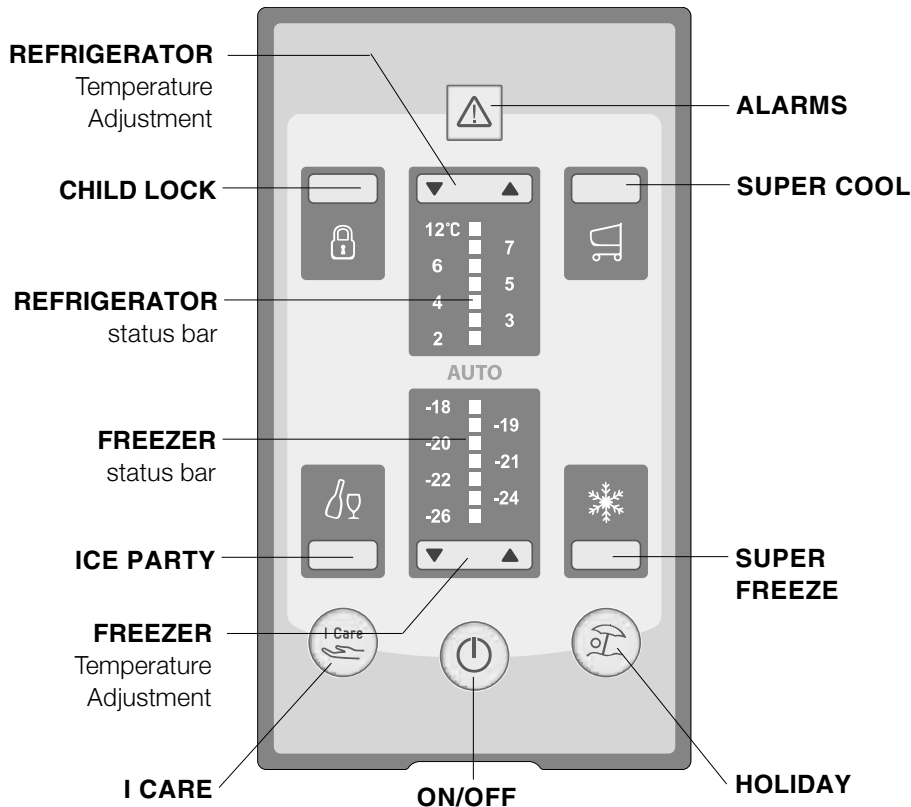 REFRIGERATOR
Temperature
Adjustment
ALARMS
CHILD LOCK
SUPER COOL
12°C
7
6
5
REFRIGERATOR
status bar
4
3
2
AUTO
-18
-19
FREEZER
status bar
-20
-21
-22
-24
-26
ICE PARTY
SUPER
FREEZE
FREEZER
Temperature
Adjustment
I Care
I CARE
ON/OFF
HOLIDAY